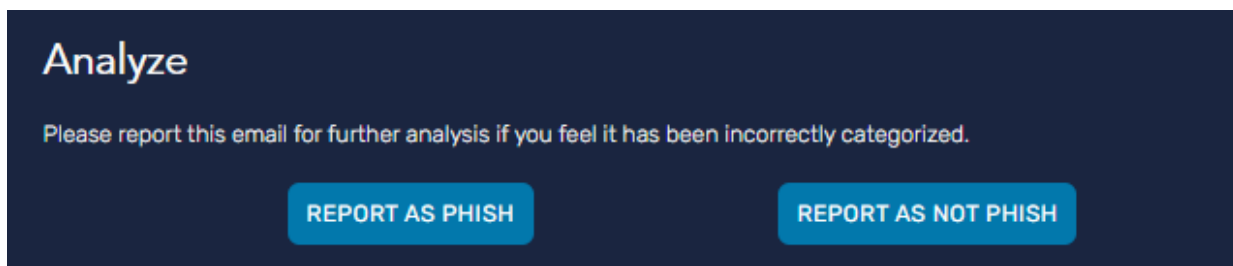 Analyze
Please report this email for further analysis if you feel it has been incorrectly categorized.
REPORT AS PHISH
REPORT AS NOT PHISH